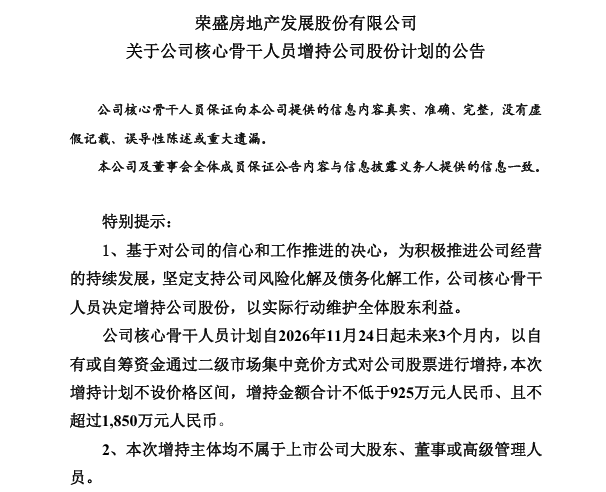 荣盛房地产发展股份有限公司
关于公司核心骨干人员增持公司股份计划的公告
公司核心骨干人员保证向本公司提供的信息内容真实、准确、完整，没有虚
假记载、误导性陈述或重大遗漏。
本公司及董事会全体成员保证公告内容与信息披露义务人提供的信息一致。
特别提示：
1、基于对公司的信心和工作推进的决心，为积极推进公司经营
的持续发展，坚定支持公司风险化解及债务化解工作，公司核心骨干
人员决定增持公司股份，以实际行动维护全体股东利益。
公司核心骨干人员计划自2026年11月24日起未来3个月内，以自
有或自筹资金通过二级市场集中竞价方式对公司股票进行增持，本次
增持计划不设价格区间，增持金额合计不低于925万元人民币、且不
超过1,850万元人民币。
2、本次增持主体均不属于上市公司大股东、董事或高级管理人
员。